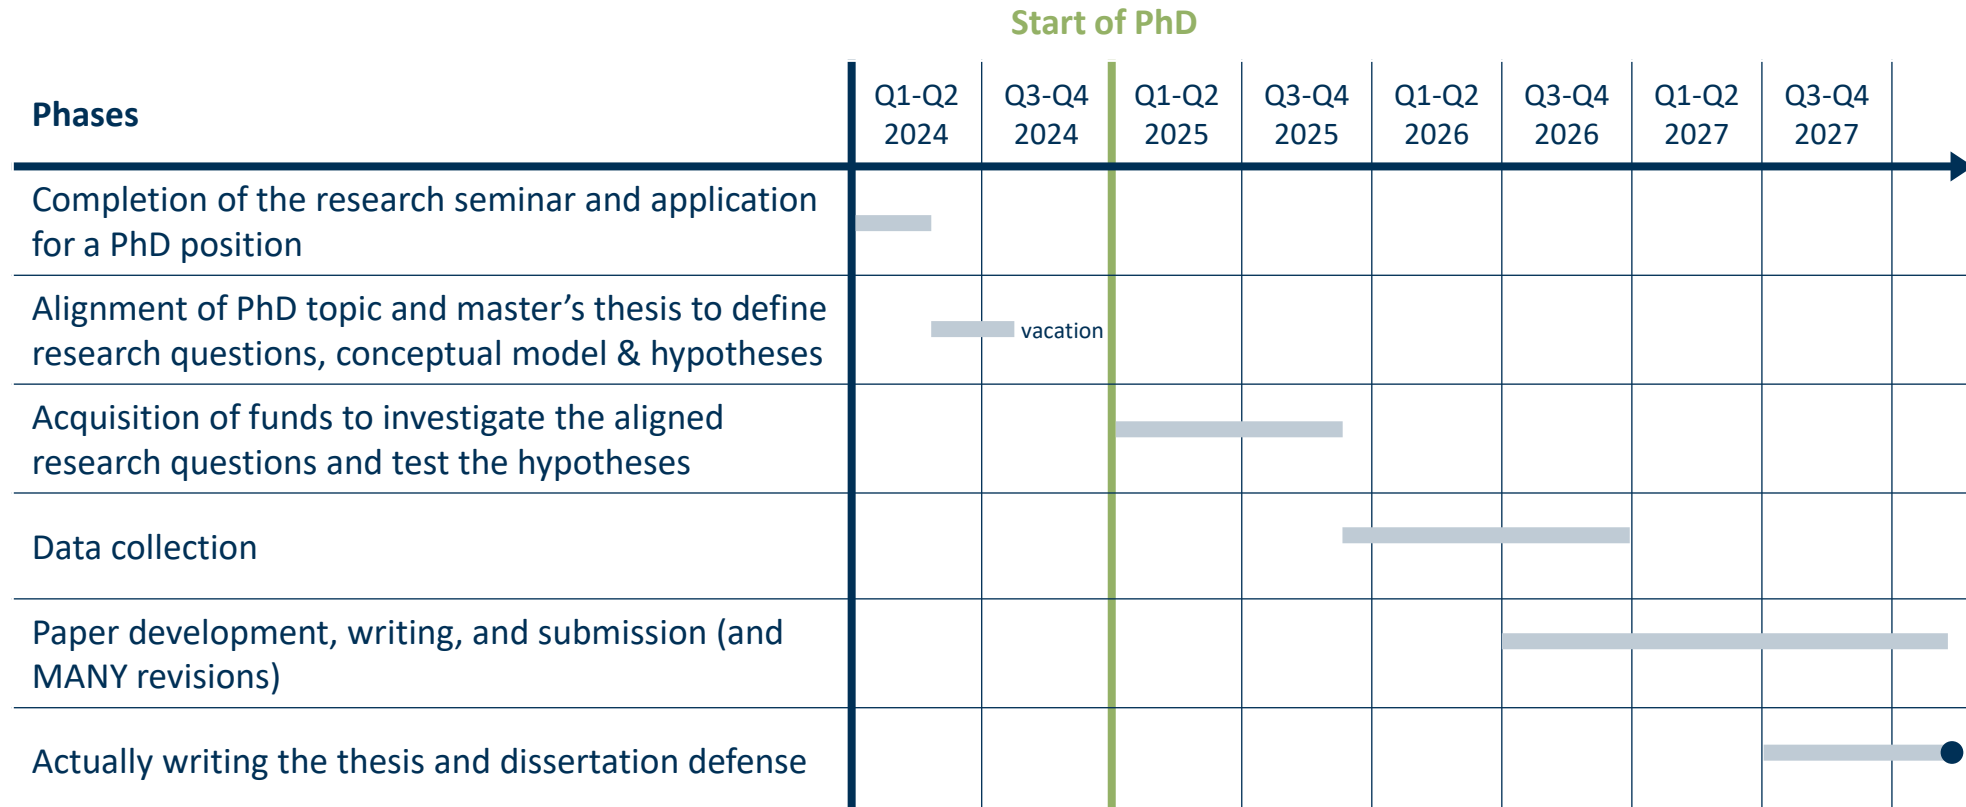 Start of PhD
Phases
Q1-Q2
2024
Q3-Q4
2024
Q1-Q2
2025
Q3-Q4
2025
Q1-Q2
2026
Q3-Q4
2026
Q1-Q2
2027
Q3-Q4
2027
Completion of the research seminar and application
for a PhD position
Alignment of PhD topic and master’s thesis to define
research questions, conceptual model & hypotheses
vacation
Acquisition of funds to investigate the aligned
research questions and test the hypotheses
Data collection
Paper development, writing, and submission (and
MANY revisions)
Actually writing the thesis and dissertation defense